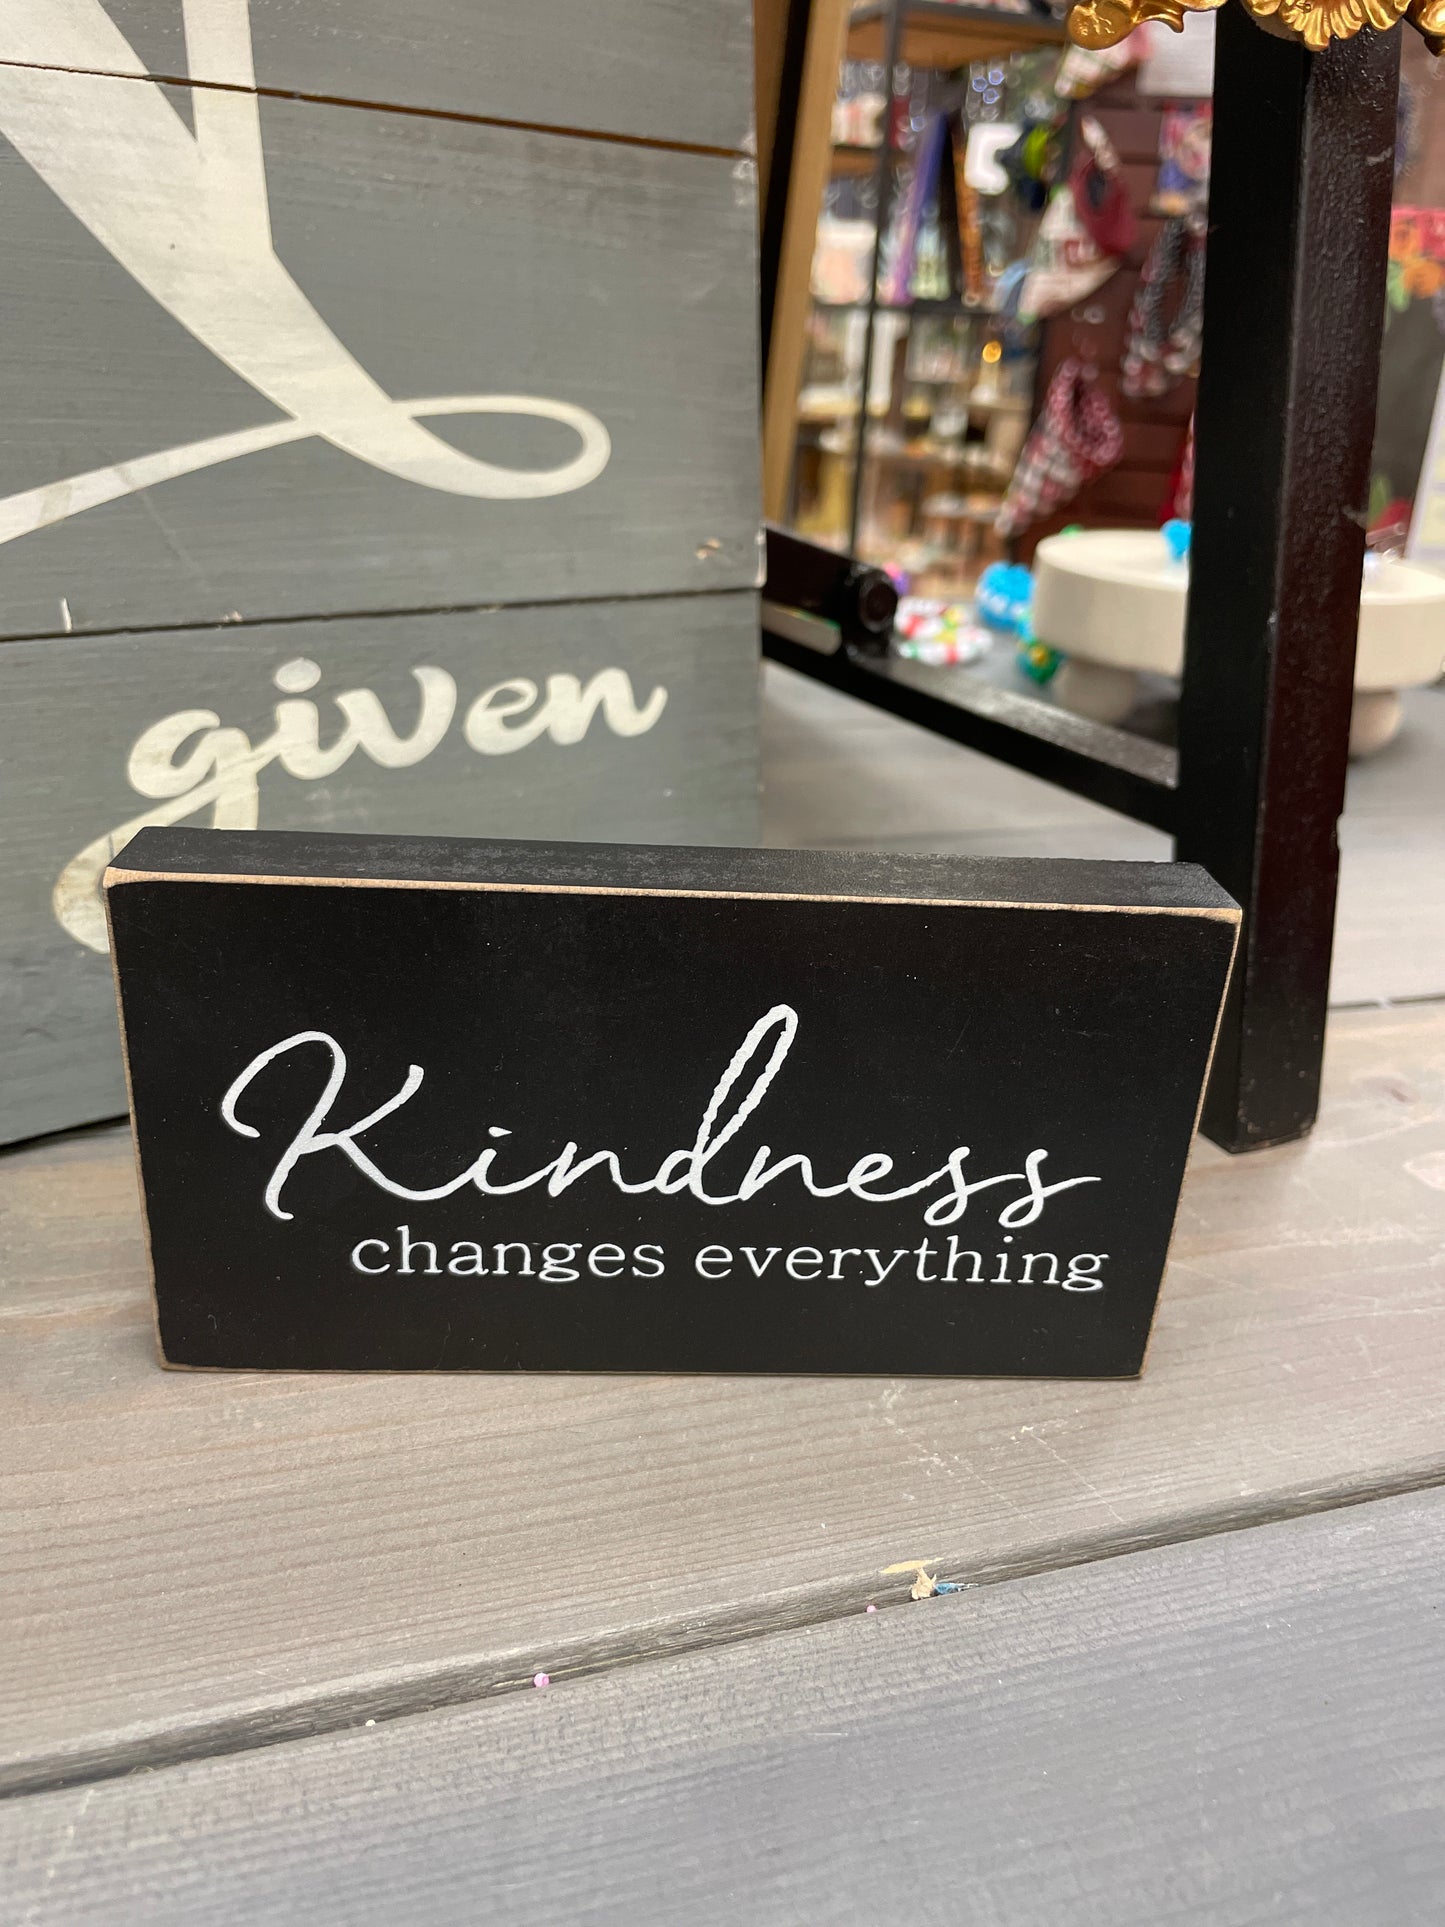 given
Kindness
changes everything